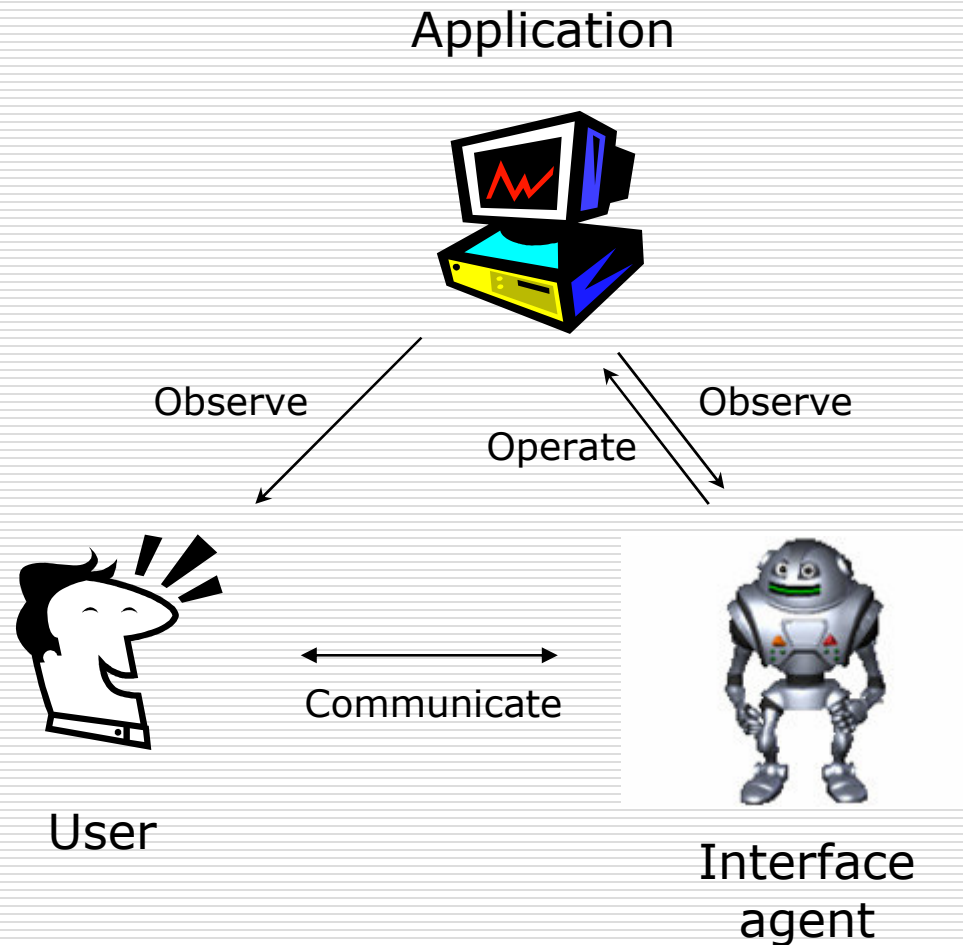 Application
Observe
Observe
Operate
Communicate
User
Interface
agent